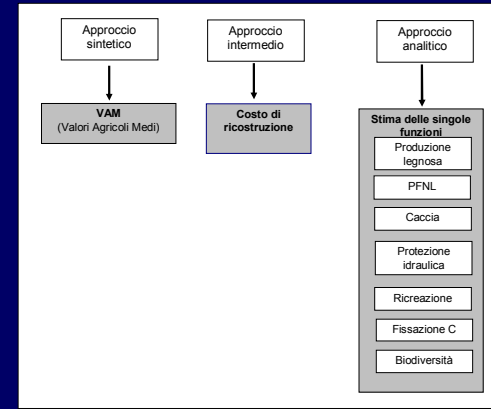 Approccio
sintetico
Approccio
intermedio
Approccio
analitico
VAM
(Valori Agricoli Medi)
Costo di
ricostruzione
Stima delle singole
funzioni
Produzione
legnosa
PFNL
Caccia
Protezione
idraulica
Ricreazione
Fissazione C
Biodiversità